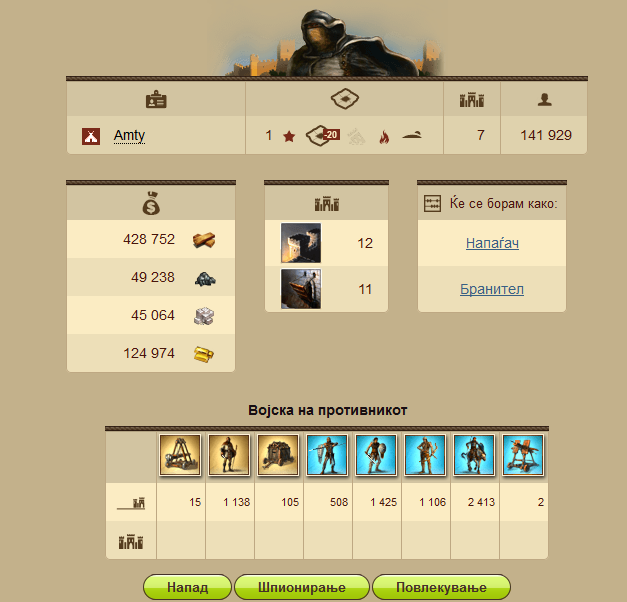 Amty 1 -20 7 141 929
Ќе се борам како:
428 752 12 Напаѓач
49 238
11 Бранител
45 064
124 974
Војска на противникот
15 1 138 105 508 1 425 1 106 2 413 2
Напад Шпионирање Повлекување